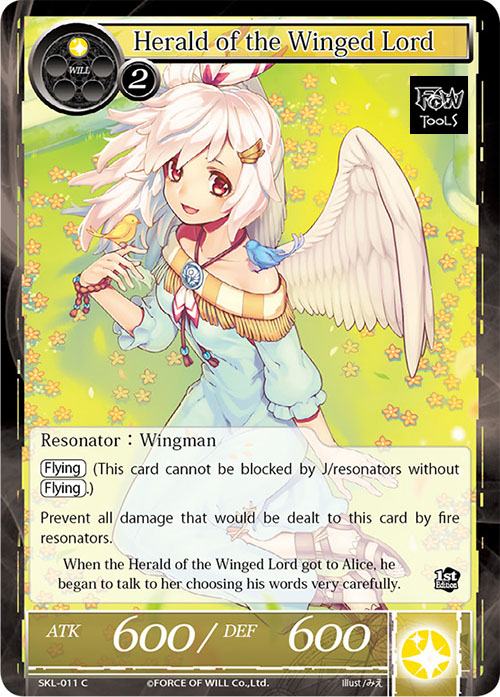 Herald of the Winged Lord
WILL
2
FOW
TOOLS
Resonator : Wingman
Flying (This card cannot be blocked by J/resonators without
Flying.)
Prevent all damage that would be dealt to this card by fire
resonators.
When the Herald of the Winged Lord got to Alice, he
began to talk to her choosing his words very carefully.
1st
Edition
ATK 600 / DEF 600
SKL-011 C ©FORCE OF WILL Co.,Ltd. Illust/みえ